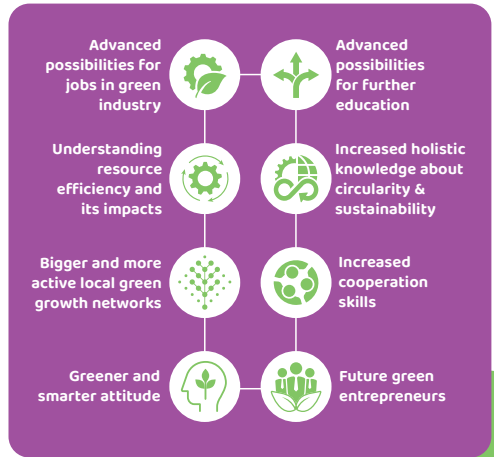 Advanced
possibilities for
jobs in green
industry
Advanced
possibilities
for further
education
Understanding
resource
efficiency and
its impacts
Increased holistic
knowledge about
circularity &
sustainability
Bigger and more
active local green
growth networks
Increased
cooperation
skills
Greener and
smarter attitude
Future green
entrepreneurs